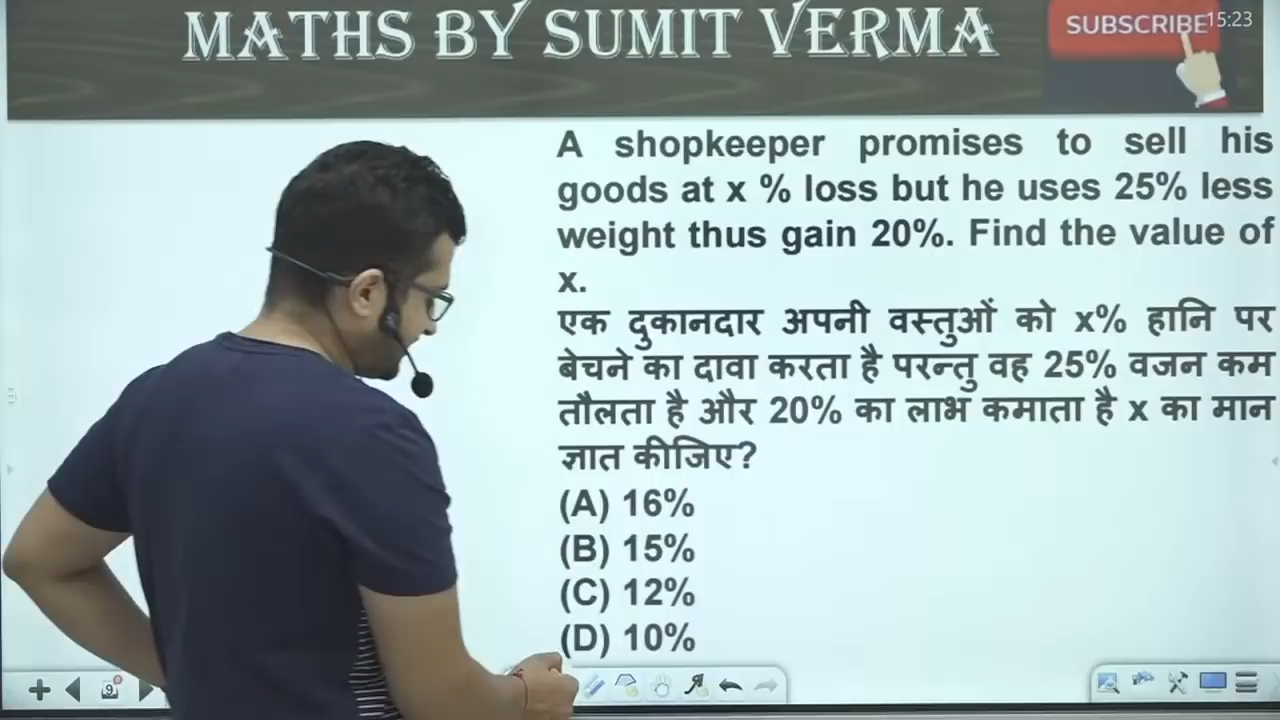 MATHS BY SUMIT VERMA
SUBSCRIBE
15:23
A shopkeeper promises to sell his
goods at x % loss but he uses 25% less
weight thus gain 20%. Find the value of
x.
एक दुकानदार अपनी वस्तुओं को x% हानि पर
बेचने का दावा करता है परन्तु वह 25% वजन कम
तौलता है और 20% का लाभ कमाता है x का मान
ज्ञात कीजिए?
(A) 16%
(B) 15%
(C) 12%
(D) 10%
9